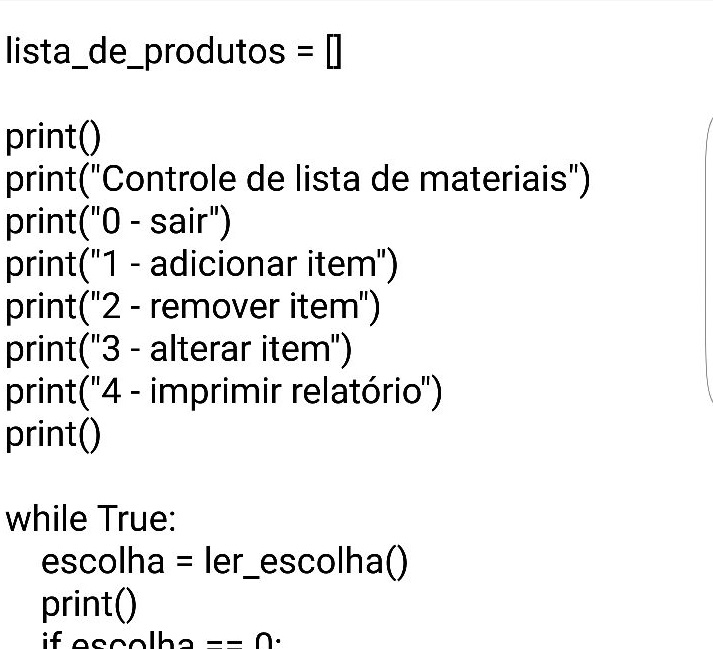 lista_de_produtos = []
print()
print("Controle de lista de materiais")
print("0 - sair")
print("1 - adicionar item")
print("2 - remover item")
print("3 - alterar item")
print("4 - imprimir relatório")
print()
while True:
escolha = ler_escolha()
print()
if escolha == 0: